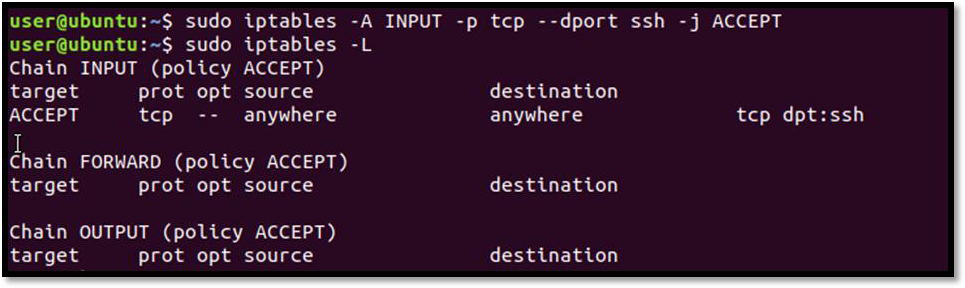 user@ubuntu:~$ sudo iptables -A INPUT -p tcp --dport ssh -j ACCEPT
user@ubuntu:~$ sudo iptables -L
Chain INPUT (policy ACCEPT)
target     prot opt source               destination
ACCEPT     tcp  --  anywhere             anywhere             tcp dpt:ssh
Chain FORWARD (policy ACCEPT)
target     prot opt source               destination
Chain OUTPUT (policy ACCEPT)
target     prot opt source               destination